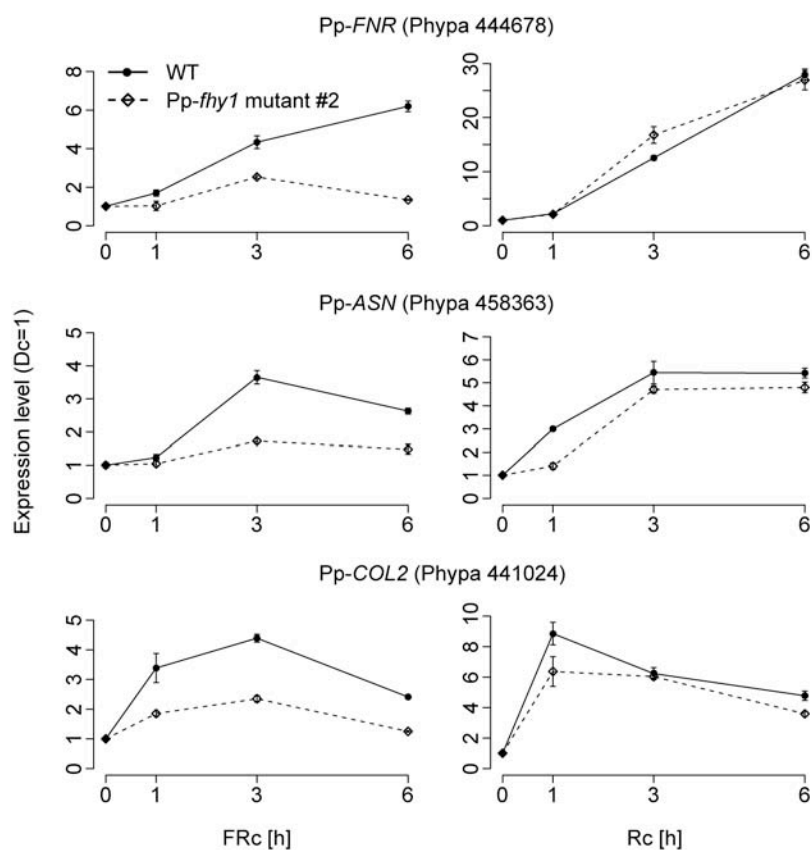 Pp-FNR (Phypa 444678)
WT
Pp-fhy1 mutant #2
0 2 4 6 8
0 1 3 6
0 10 20 30
0 1 3 6
Pp-ASN (Phypa 458363)
Expression level (Dc=1)
0 1 2 3 4 5
0 1 3 6
0 1 2 3 4 5 6 7
0 1 3 6
Pp-COL2 (Phypa 441024)
0 1 2 3 4 5
0 1 3 6
0 2 4 6 8 10
0 1 3 6
FRc [h]
Rc [h]